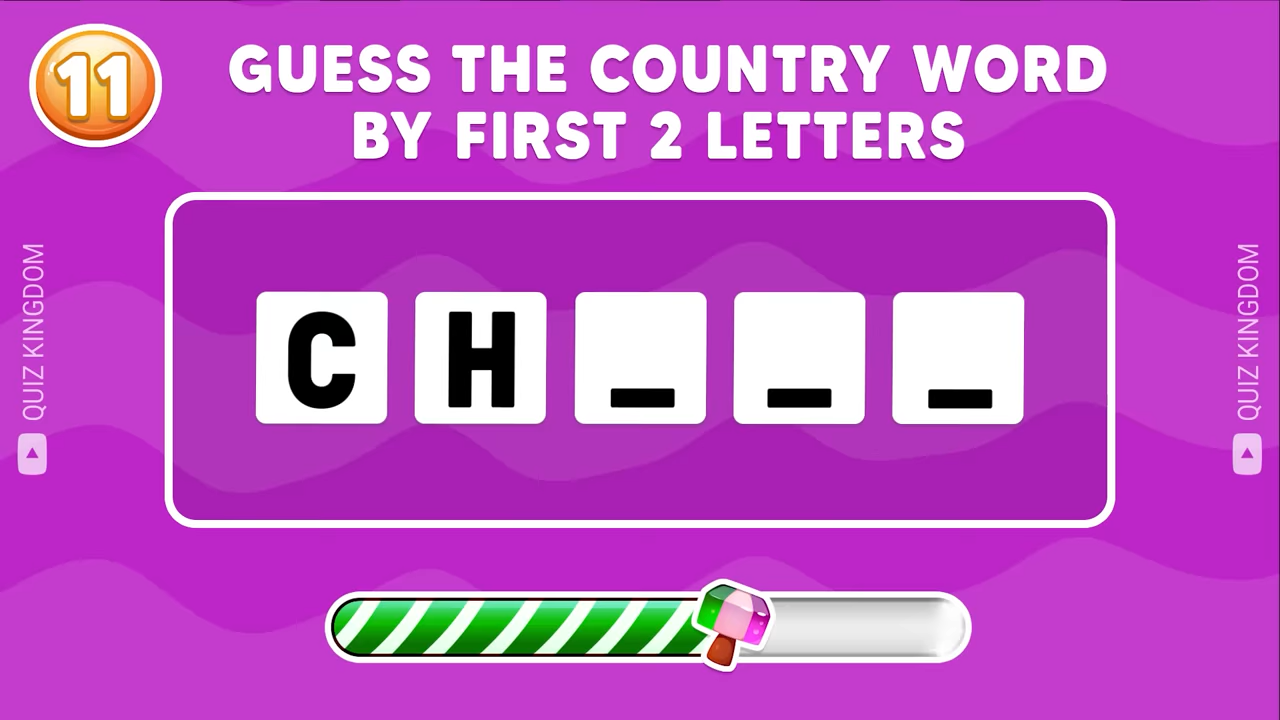 11
GUESS THE COUNTRY WORD
BY FIRST 2 LETTERS
QUIZ KINGDOM
C H _ _ _
QUIZ KINGDOM